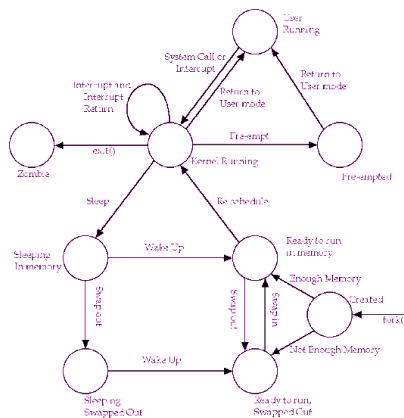 User
Running
System Call or
Interrupt
Return to
User mode
Interrupt and
Interrupt
Return
Return to
User mode
Pre-empt
exit()
Kernel Running
Zombie
Pre-empted
Sleep
Re-schedule
Sleeping
In memory
Wake Up
Ready to run
in memory
Enough Memory
Swap out
Swap out
Swap in
Created
fork()
Not Enough Memory
Wake Up
Sleeping
Swapped Out
Ready to run,
Swapped Out